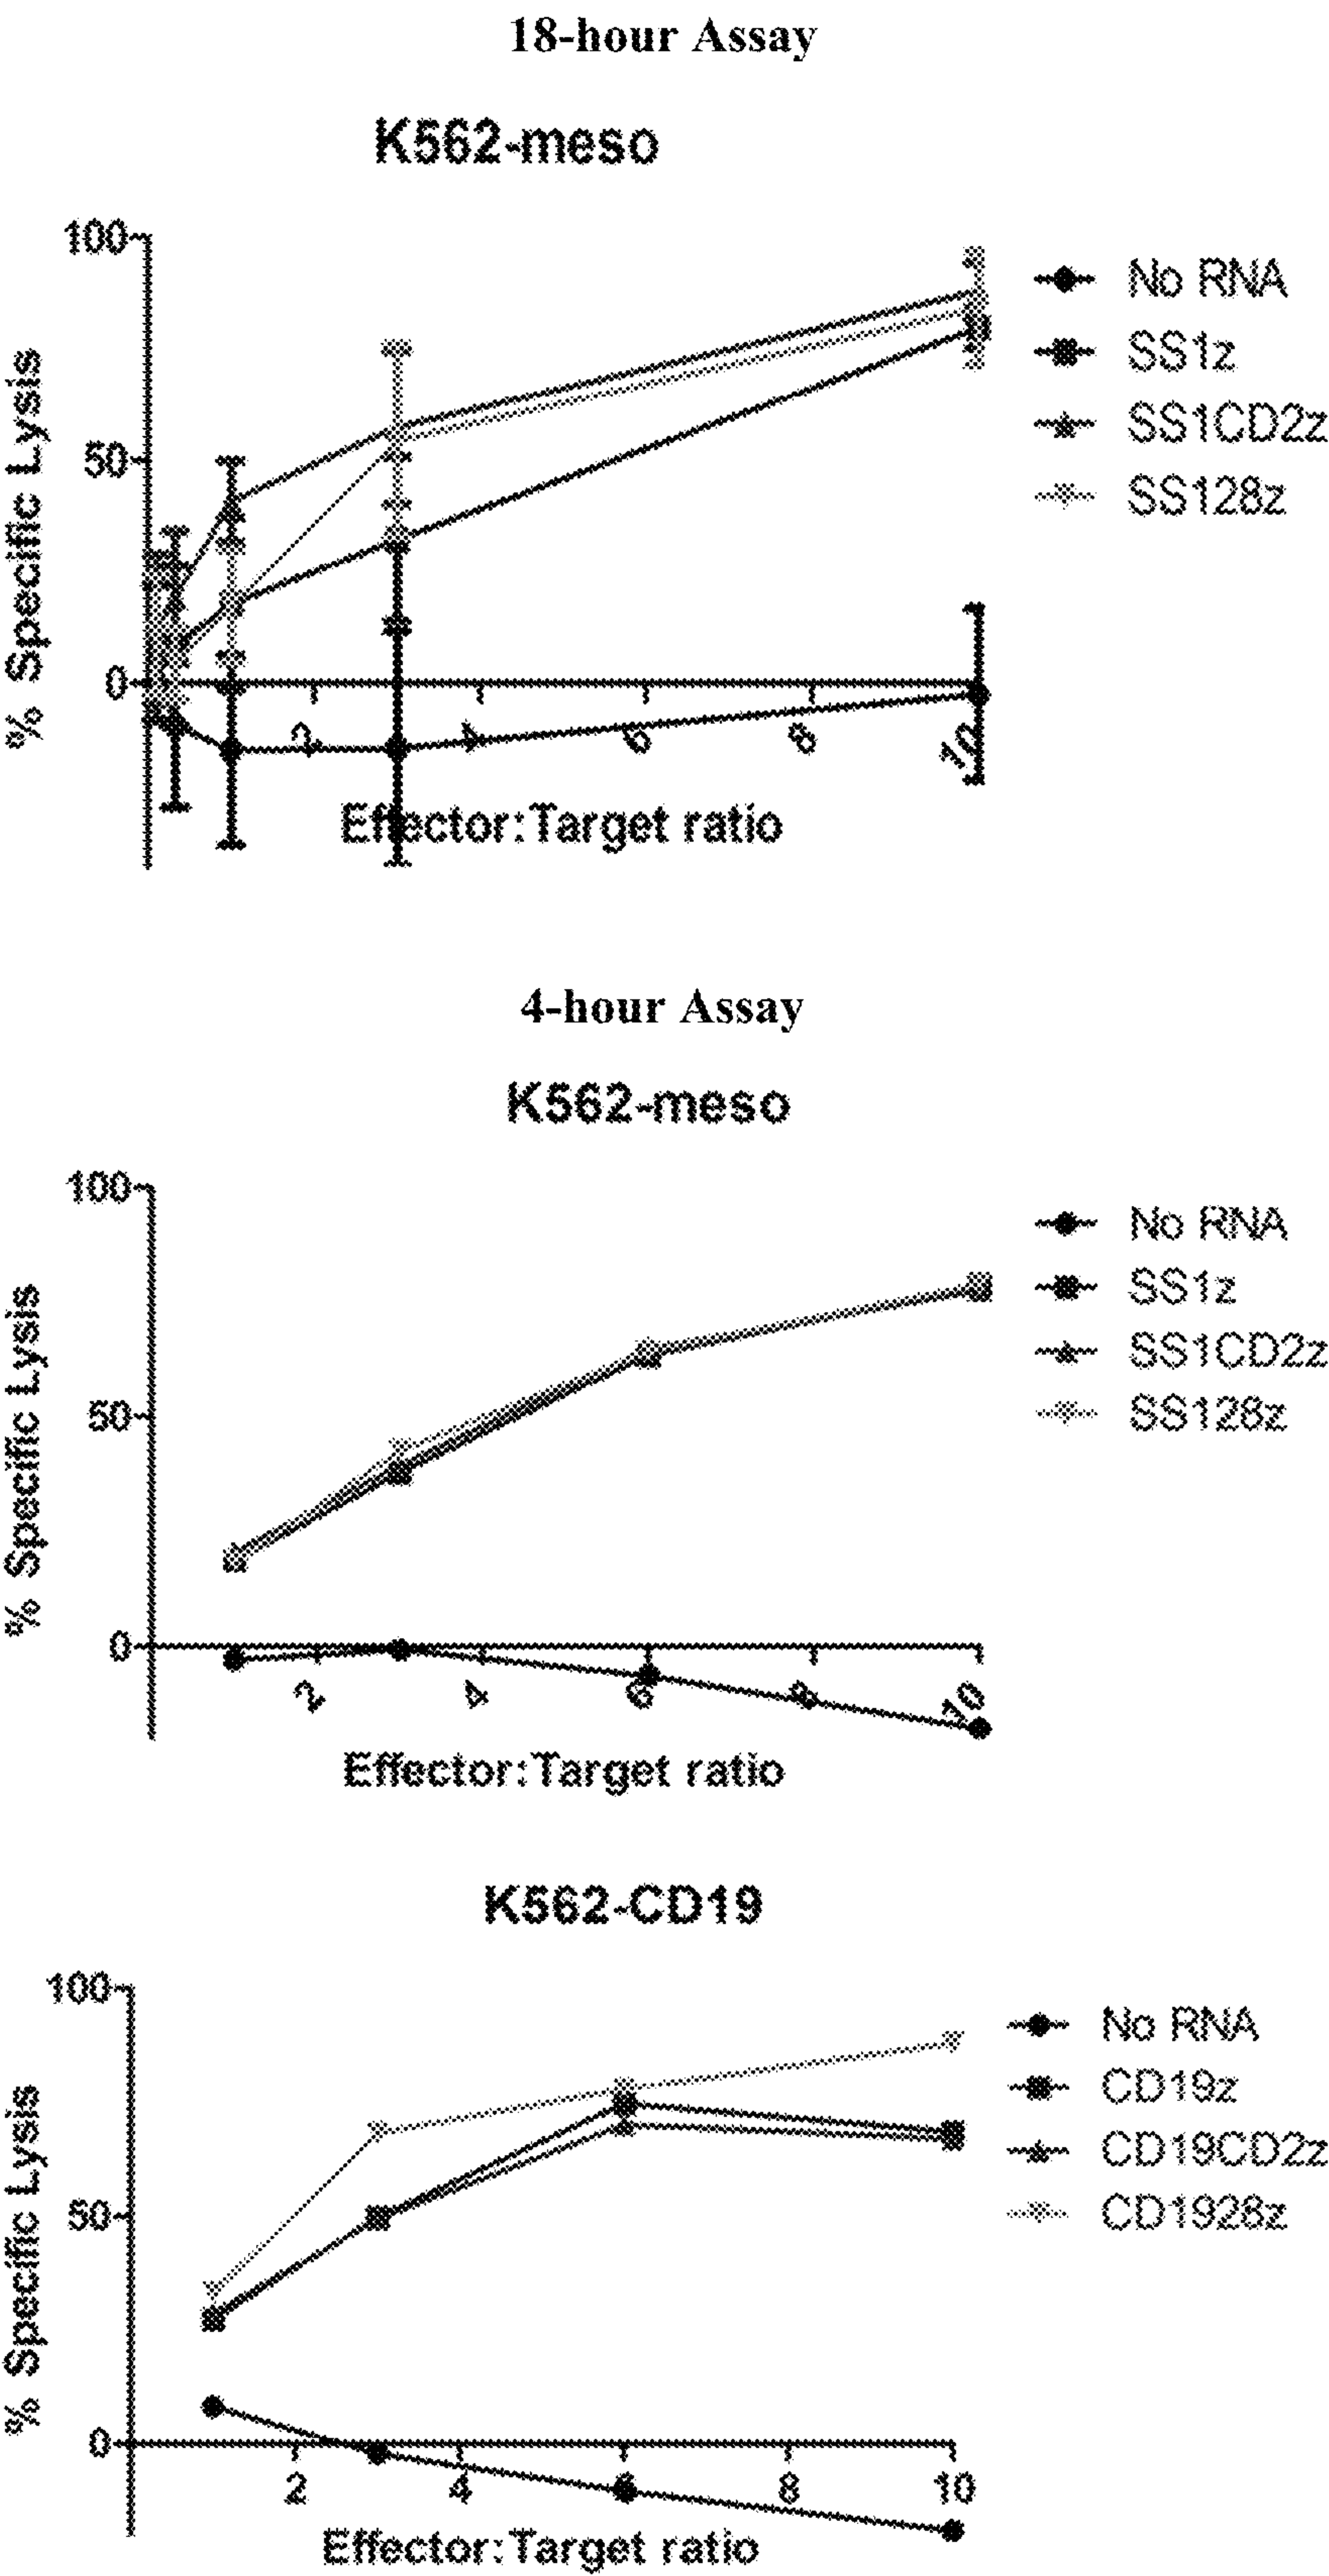 18-hour Assay
K562-meso
100
50
0
2
4
6
8
10
% Specific Lysis
Effector:Target ratio
No RNA
SS1z
SS1CD2z
SS128z
4-hour Assay
K562-meso
100
50
0
2
4
6
8
10
% Specific Lysis
Effector:Target ratio
No RNA
SS1z
SS1CD2z
SS128z
K562-CD19
100
50
0
2
4
6
8
10
% Specific Lysis
Effector:Target ratio
No RNA
CD19z
CD19CD2z
CD1928z